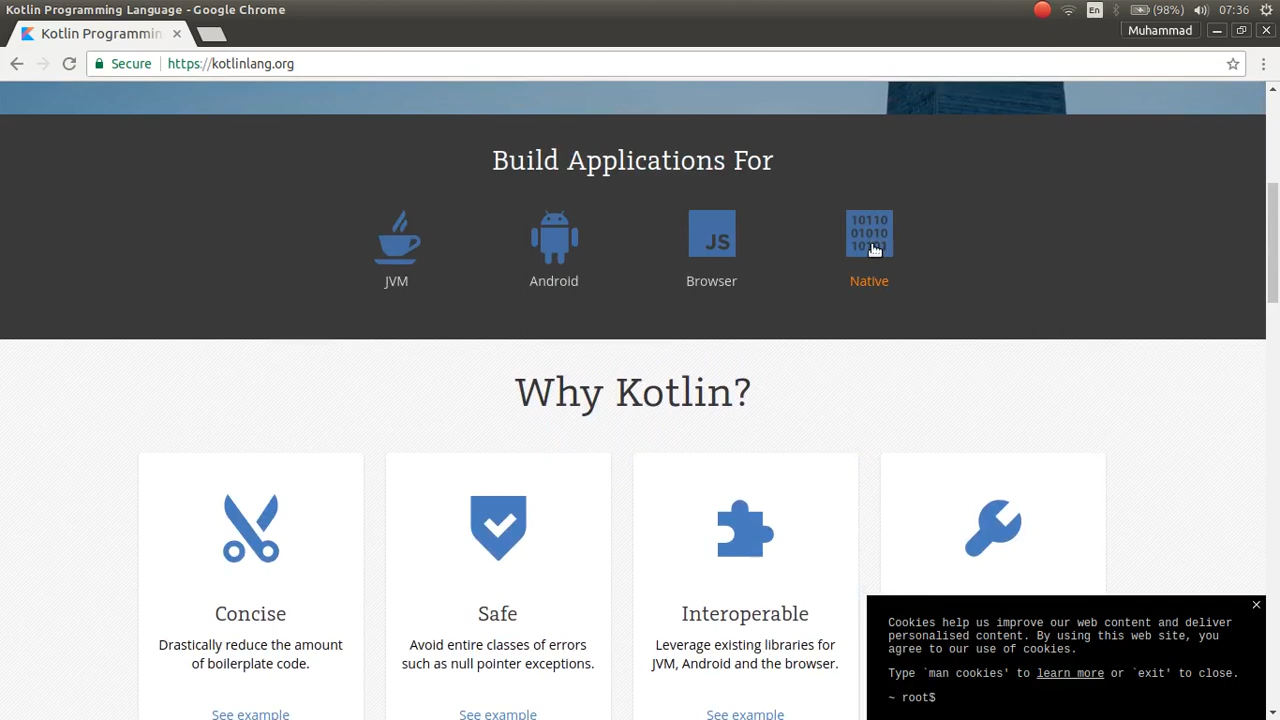 Kotlin Programming Language - Google Chrome
En
(98%)
07:36
Kotlin Programmin
Muhammad
Secure
https://kotlinlang.org
Build Applications For
10110
01010
10101
JS
JVM
Android
Browser
Native
Why Kotlin?
Concise
Drastically reduce the amount
of boilerplate code.
See example
Safe
Avoid entire classes of errors
such as null pointer exceptions.
See example
Interoperable
Leverage existing libraries for
JVM, Android and the browser.
See example
Cookies help us improve our web content and deliver
personalised content. By using this web site, you
agree to our use of cookies.
Type `man cookies' to learn more or `exit' to close.
~ root$